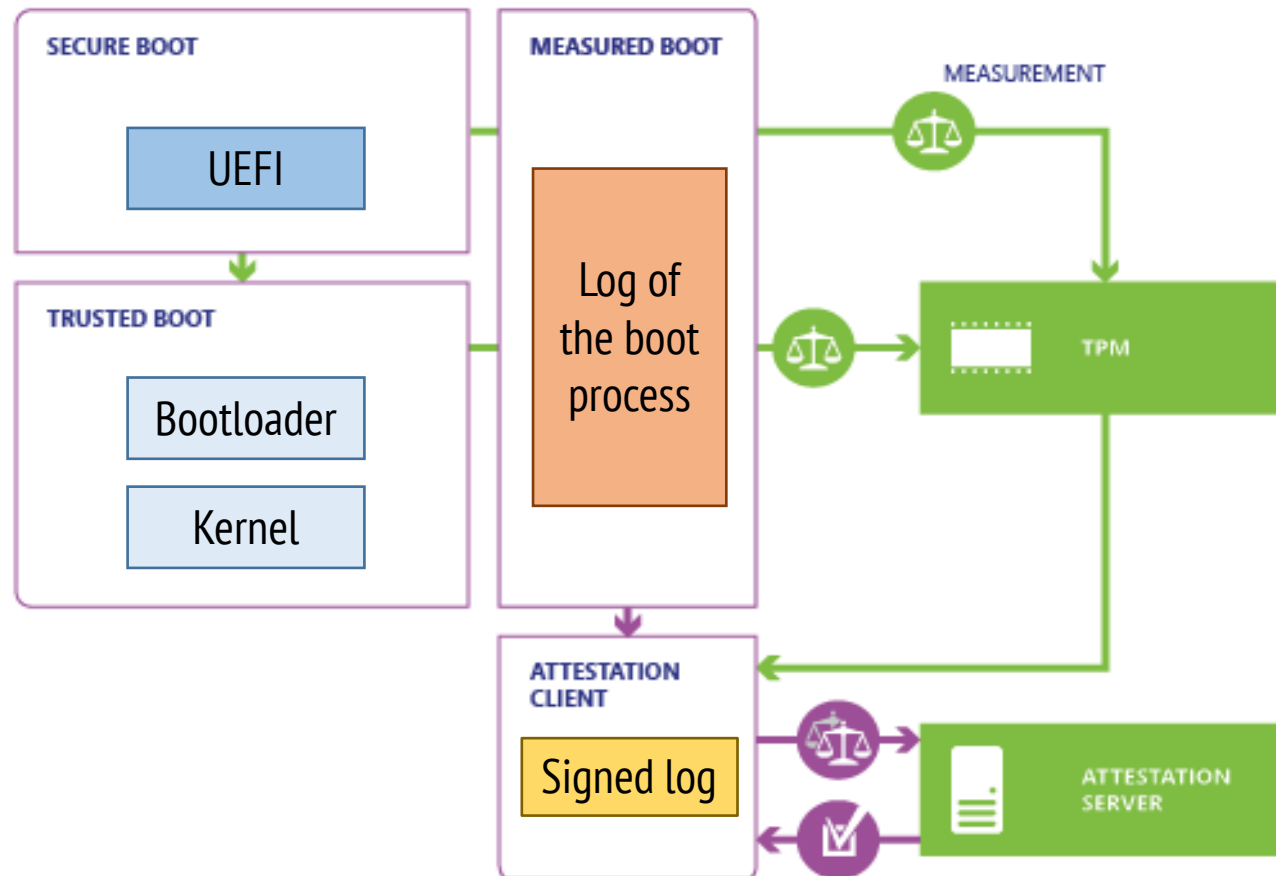 SECURE BOOT
UEFI
MEASURED BOOT
MEASUREMENT
Log of
the boot
process
TRUSTED BOOT
Bootloader
Kernel
TPM
ATTESTATION
CLIENT
Signed log
ATTESTATION
SERVER